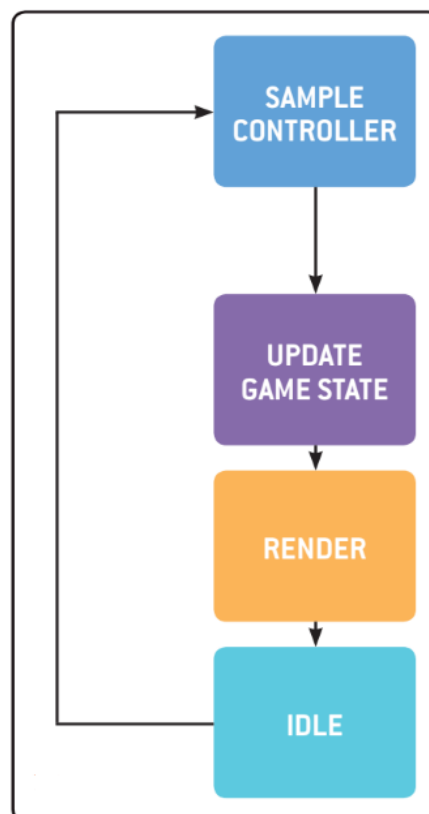 SAMPLE
CONTROLLER
UPDATE
GAME STATE
RENDER
IDLE